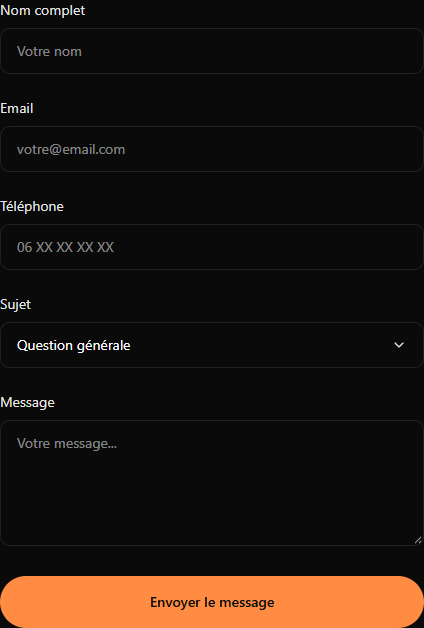 Nom complet
Votre nom
Email
votre@email.com
Téléphone
06 XX XX XX XX
Sujet
Question générale
Message
Votre message...
Envoyer le message